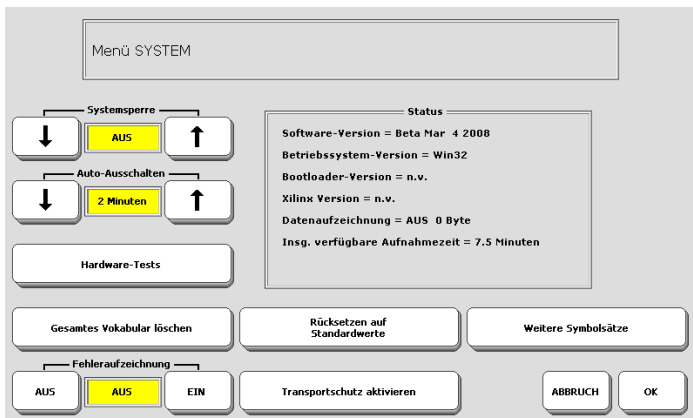 Menü SYSTEM
Systemsperre
AUS
Auto-Ausschalten
2 Minuten
Hardware-Tests
Status
Software-Version = Beta Mar 4 2008
Betriebssystem-Version = Win32
Bootloader-Version = n.v.
Xilinx Version = n.v.
Datenaufzeichnung = AUS 0 Byte
Insg. verfügbare Aufnahmezeit = 7.5 Minuten
Gesamtes Vokabular löschen
Rücksetzen auf
Standardwerte
Weitere Symbolsätze
Fehleraufzeichnung
AUS
AUS
EIN
Transportschutz aktivieren
ABBRUCH
OK